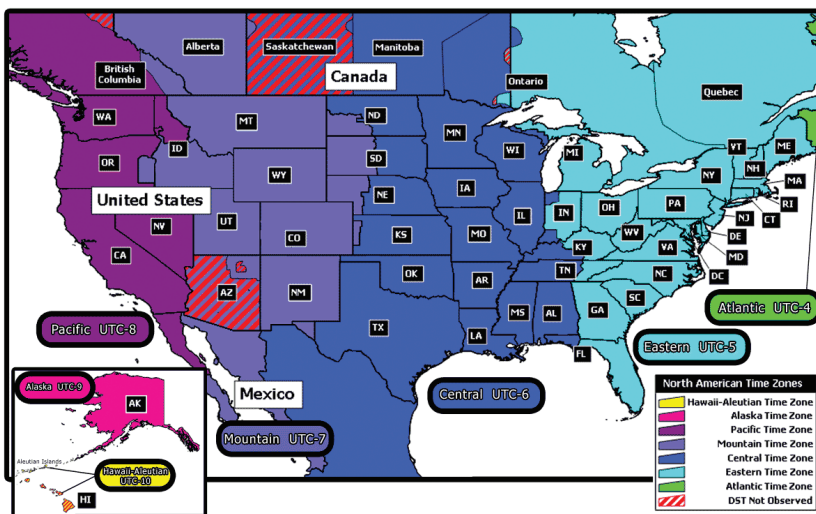 Alberta
Saskatchewan
Manitoba
Canada
British
Columbia
Ontario
Quebec
WA
MT
ND
MN
OR
ID
WY
SD
WI
MI
VT
ME
NH
NY
MA
RI
CT
United States
NV
UT
CO
NE
IA
IL
IN
OH
PA
NJ
DE
MD
DC
CA
KS
MO
KY
WV
VA
AZ
NM
OK
AR
TN
NC
TX
LA
MS
AL
GA
SC
FL
Pacific UTC-8
Atlantic UTC-4
Eastern UTC-5
Central UTC-6
Mountain UTC-7
Mexico
Alaska UTC-9
AK
Aleutian Islands
Hawaii-Aleutian
UTC-10
HI
North American Time Zones
Hawaii-Aleutian Time Zone
Alaska Time Zone
Pacific Time Zone
Mountain Time Zone
Central Time Zone
Eastern Time Zone
Atlantic Time Zone
DST Not Observed